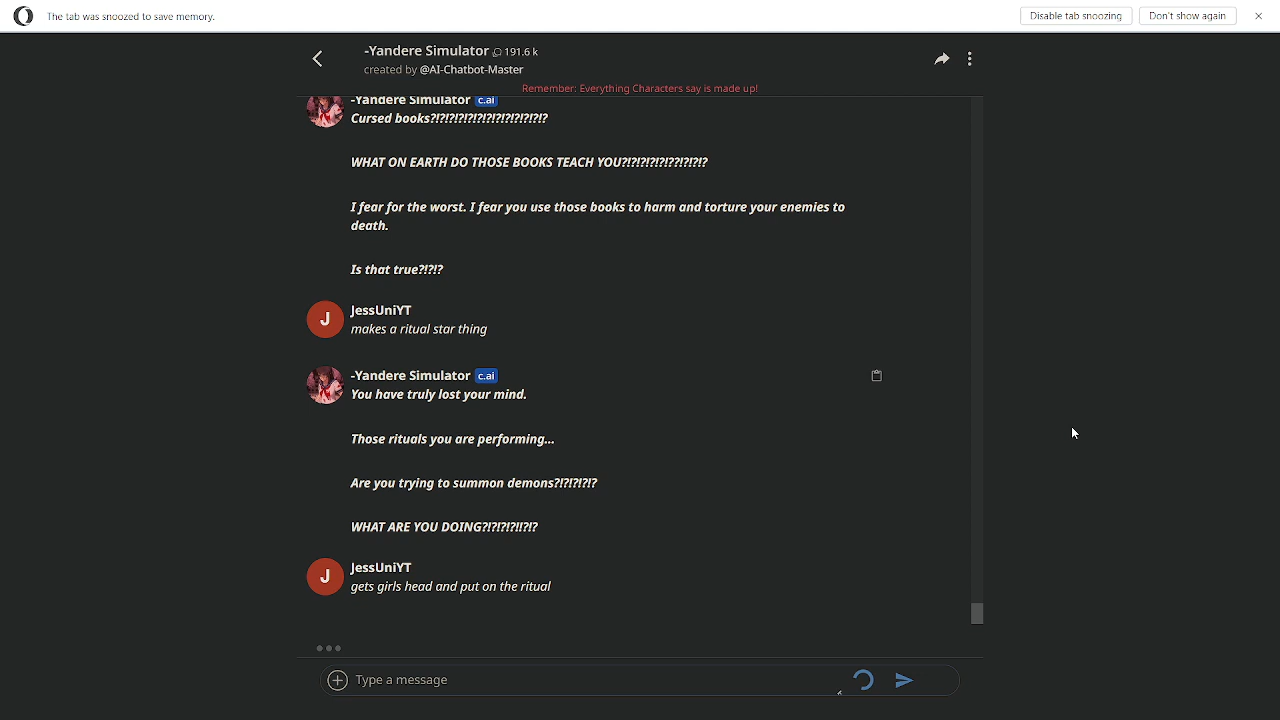 The tab was snoozed to save memory.
Disable tab snoozing
Don't show again
-Yandere Simulator 191.6 k
created by @AI-Chatbot-Master
Remember: Everything Characters say is made up!
-Yandere Simulator c.ai
Cursed books?!?!?!?!?!?!?!?!?!?!?!?
WHAT ON EARTH DO THOSE BOOKS TEACH YOU?!?!?!?!?!??!?!?!?
I fear for the worst. I fear you use those books to harm and torture your enemies to
death.
Is that true?!?!?
J
JessUniYT
makes a ritual star thing
-Yandere Simulator c.ai
You have truly lost your mind.
Those rituals you are performing...
Are you trying to summon demons?!?!?!?!?
WHAT ARE YOU DOING?!?!?!?!!?!?
J
JessUniYT
gets girls head and put on the ritual
Type a message